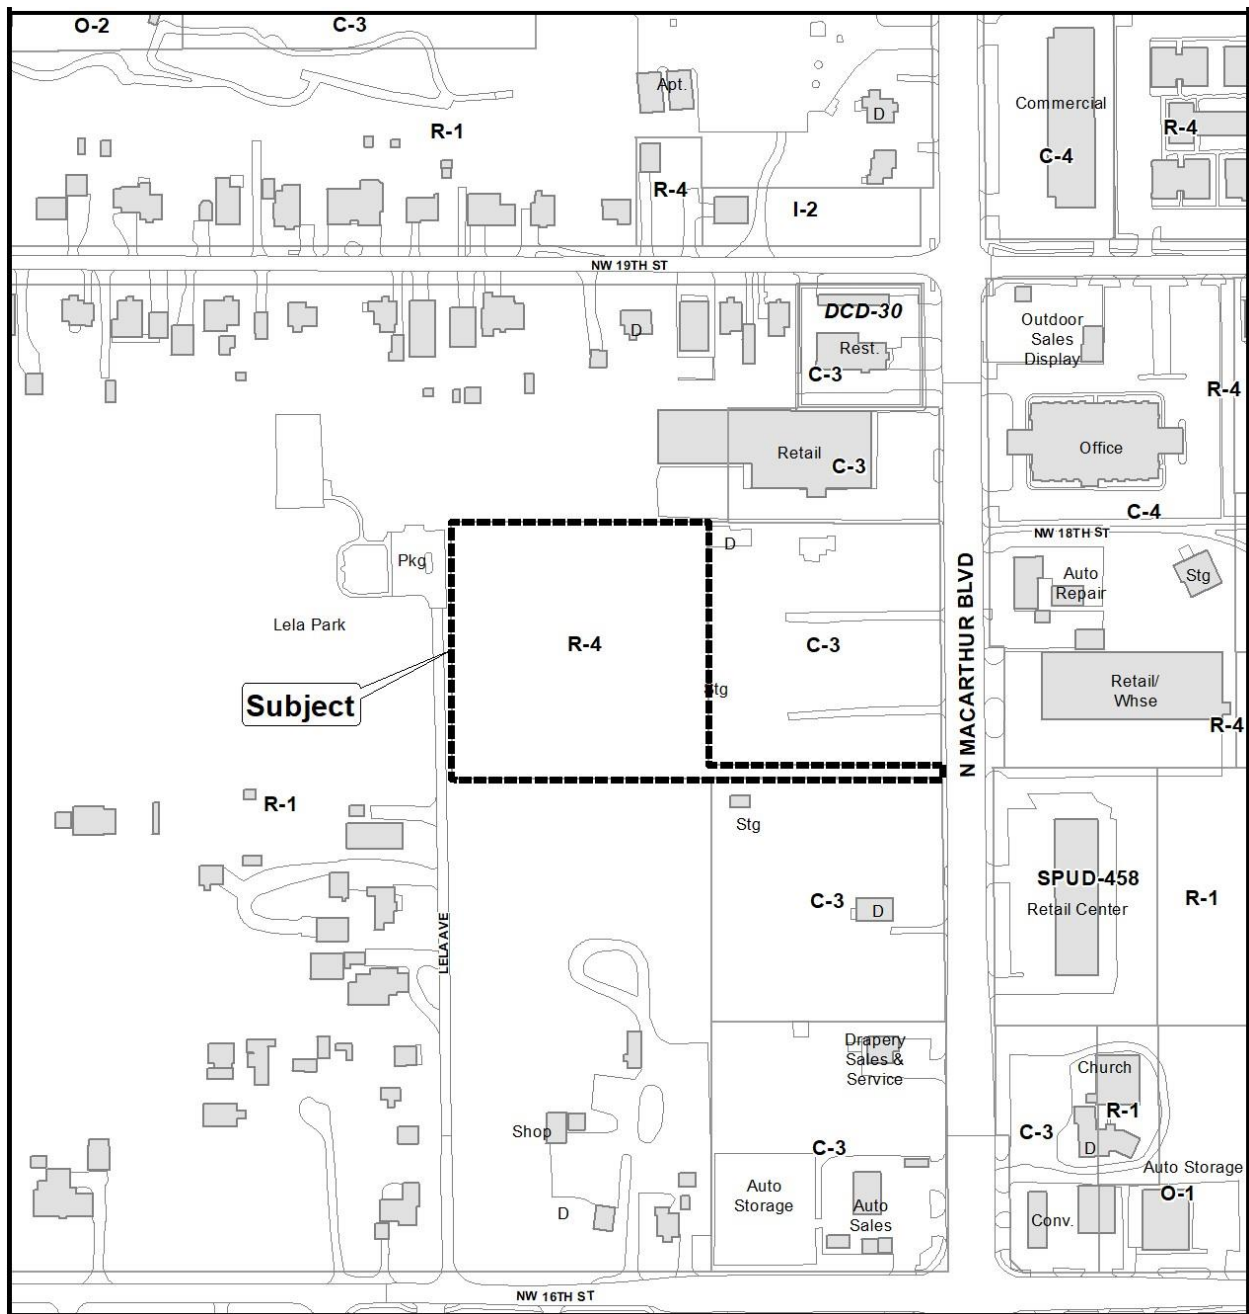 O-2
C-3
Apt.
Commercial
D
R-1
R-4
C-4
R-4
I-2
NW 19TH ST
DCD-30
Outdoor
Sales
Display
D
Rest.
C-3
R-4
Retail
C-3
Office
C-4
NW 18TH ST
D
Pkg
Auto
Repair
Stg
Lela Park
R-4
C-3
N MACARTHUR BLVD
Subject
Stg
Retail/
Whse
R-4
R-1
Stg
SPUD-458
Retail Center
R-1
C-3
D
LELA AVE
Drapery
Sales &
Service
Church
R-1
Shop
C-3
C-3
D
Auto Storage
O-1
Auto
Storage
Auto
Sales
D
Conv.
NW 16TH ST